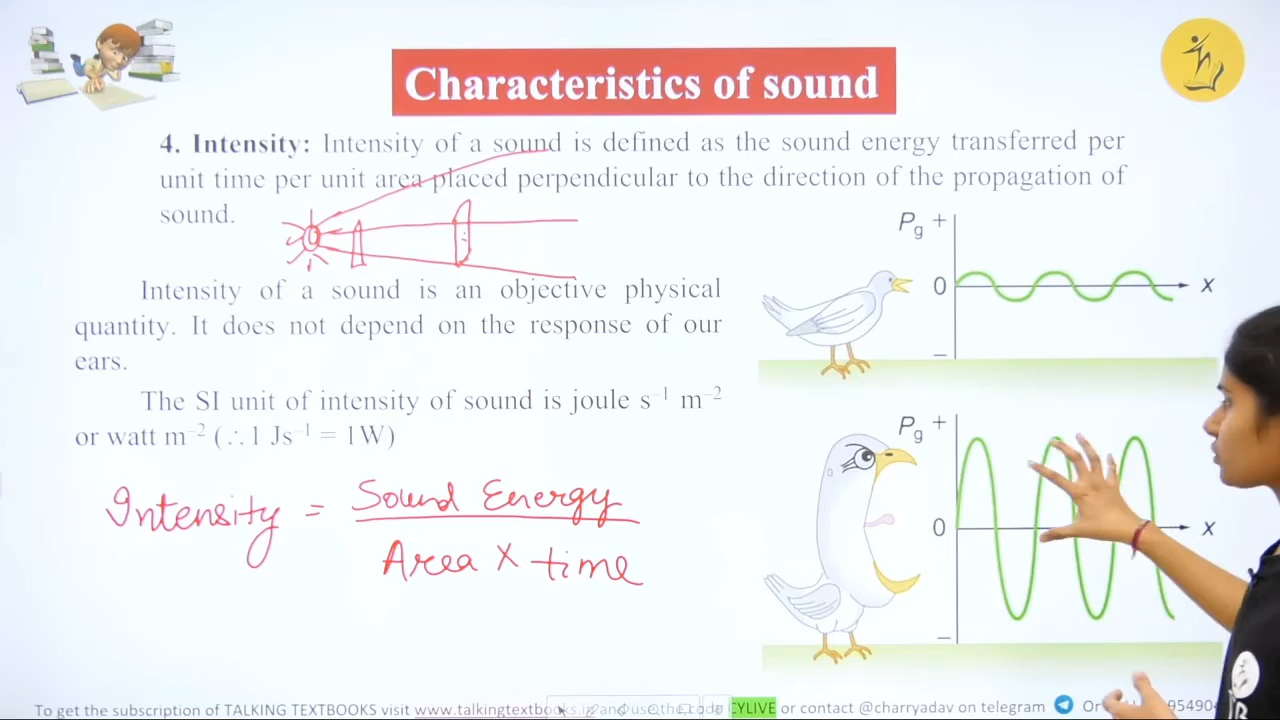 Characteristics of sound
4. Intensity: Intensity of a sound is defined as the sound energy transferred per
unit time per unit area placed perpendicular to the direction of the propagation of
sound.
Intensity of a sound is an objective physical
quantity. It does not depend on the response of our
ears.
The SI unit of intensity of sound is joule s⁻¹ m⁻²
or watt m⁻² (∴1 Js⁻¹ = 1W)
Intensity = Sound Energy
Area × time
Pg +
0
x
−
Pg +
0
x
−
To get the subscription of TALKING TEXTBOOKS visit www.talkingtextbooks.in and use the code CYLIVE or contact @charryadav on telegram